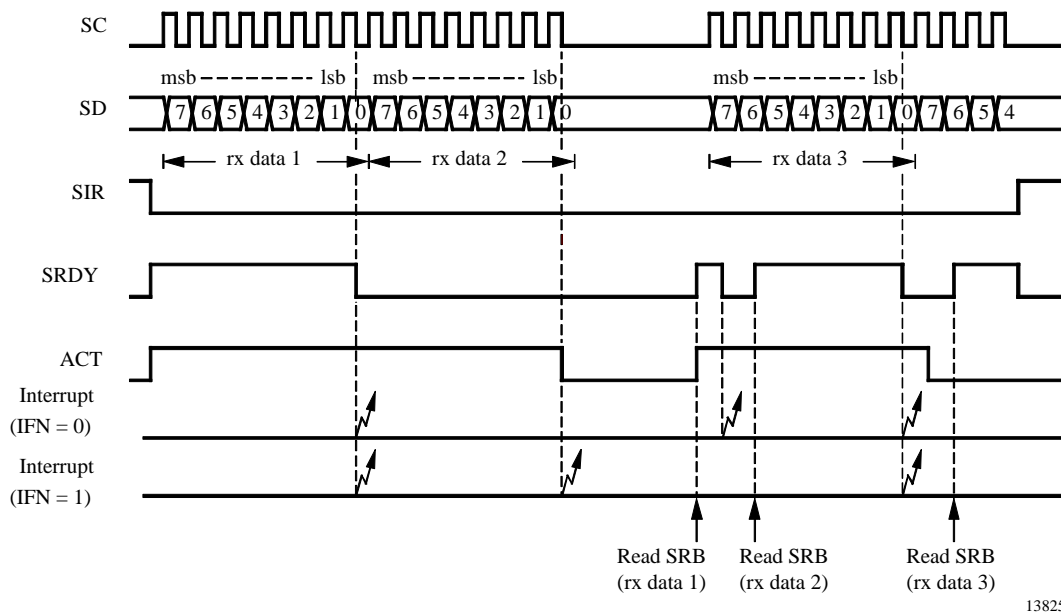 SC
msb lsb msb lsb msb lsb
SD 7 6 5 4 3 2 1 0 7 6 5 4 3 2 1 0 7 6 5 4 3 2 1 0 7 6 5 4
rx data 1 rx data 2 rx data 3
SIR
SRDY
ACT
Interrupt
(IFN = 0)
Interrupt
(IFN = 1)
Read SRB
(rx data 1)
Read SRB
(rx data 2)
Read SRB
(rx data 3)
13825